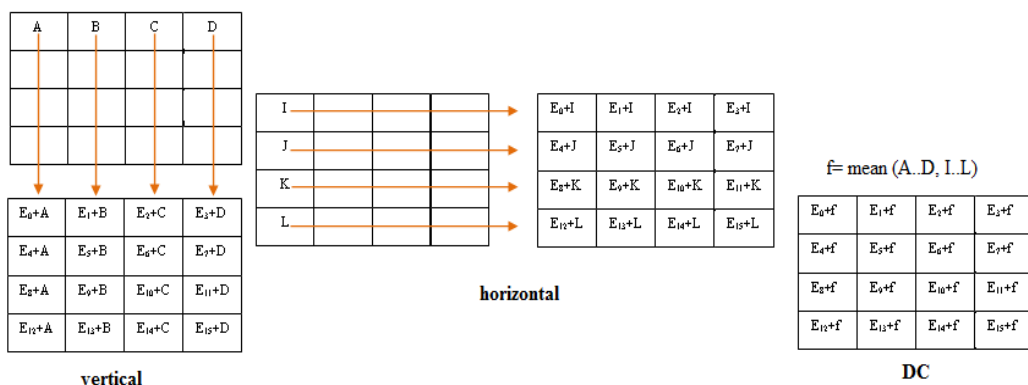 A B C D
E₀+A E₁+B E₂+C E₃+D
E₄+A E₅+B E₆+C E₇+D
E₈+A E₉+B E₁₀+C E₁₁+D
E₁₂+A E₁₃+B E₁₄+C E₁₅+D
vertical
I
J
K
L
E₀+I E₁+I E₂+I E₃+I
E₄+J E₅+J E₆+J E₇+J
E₈+K E₉+K E₁₀+K E₁₁+K
E₁₂+L E₁₃+L E₁₄+L E₁₅+L
horizontal
f= mean (A..D, I..L)
E₀+f E₁+f E₂+f E₃+f
E₄+f E₅+f E₆+f E₇+f
E₈+f E₉+f E₁₀+f E₁₁+f
E₁₂+f E₁₃+f E₁₄+f E₁₅+f
DC